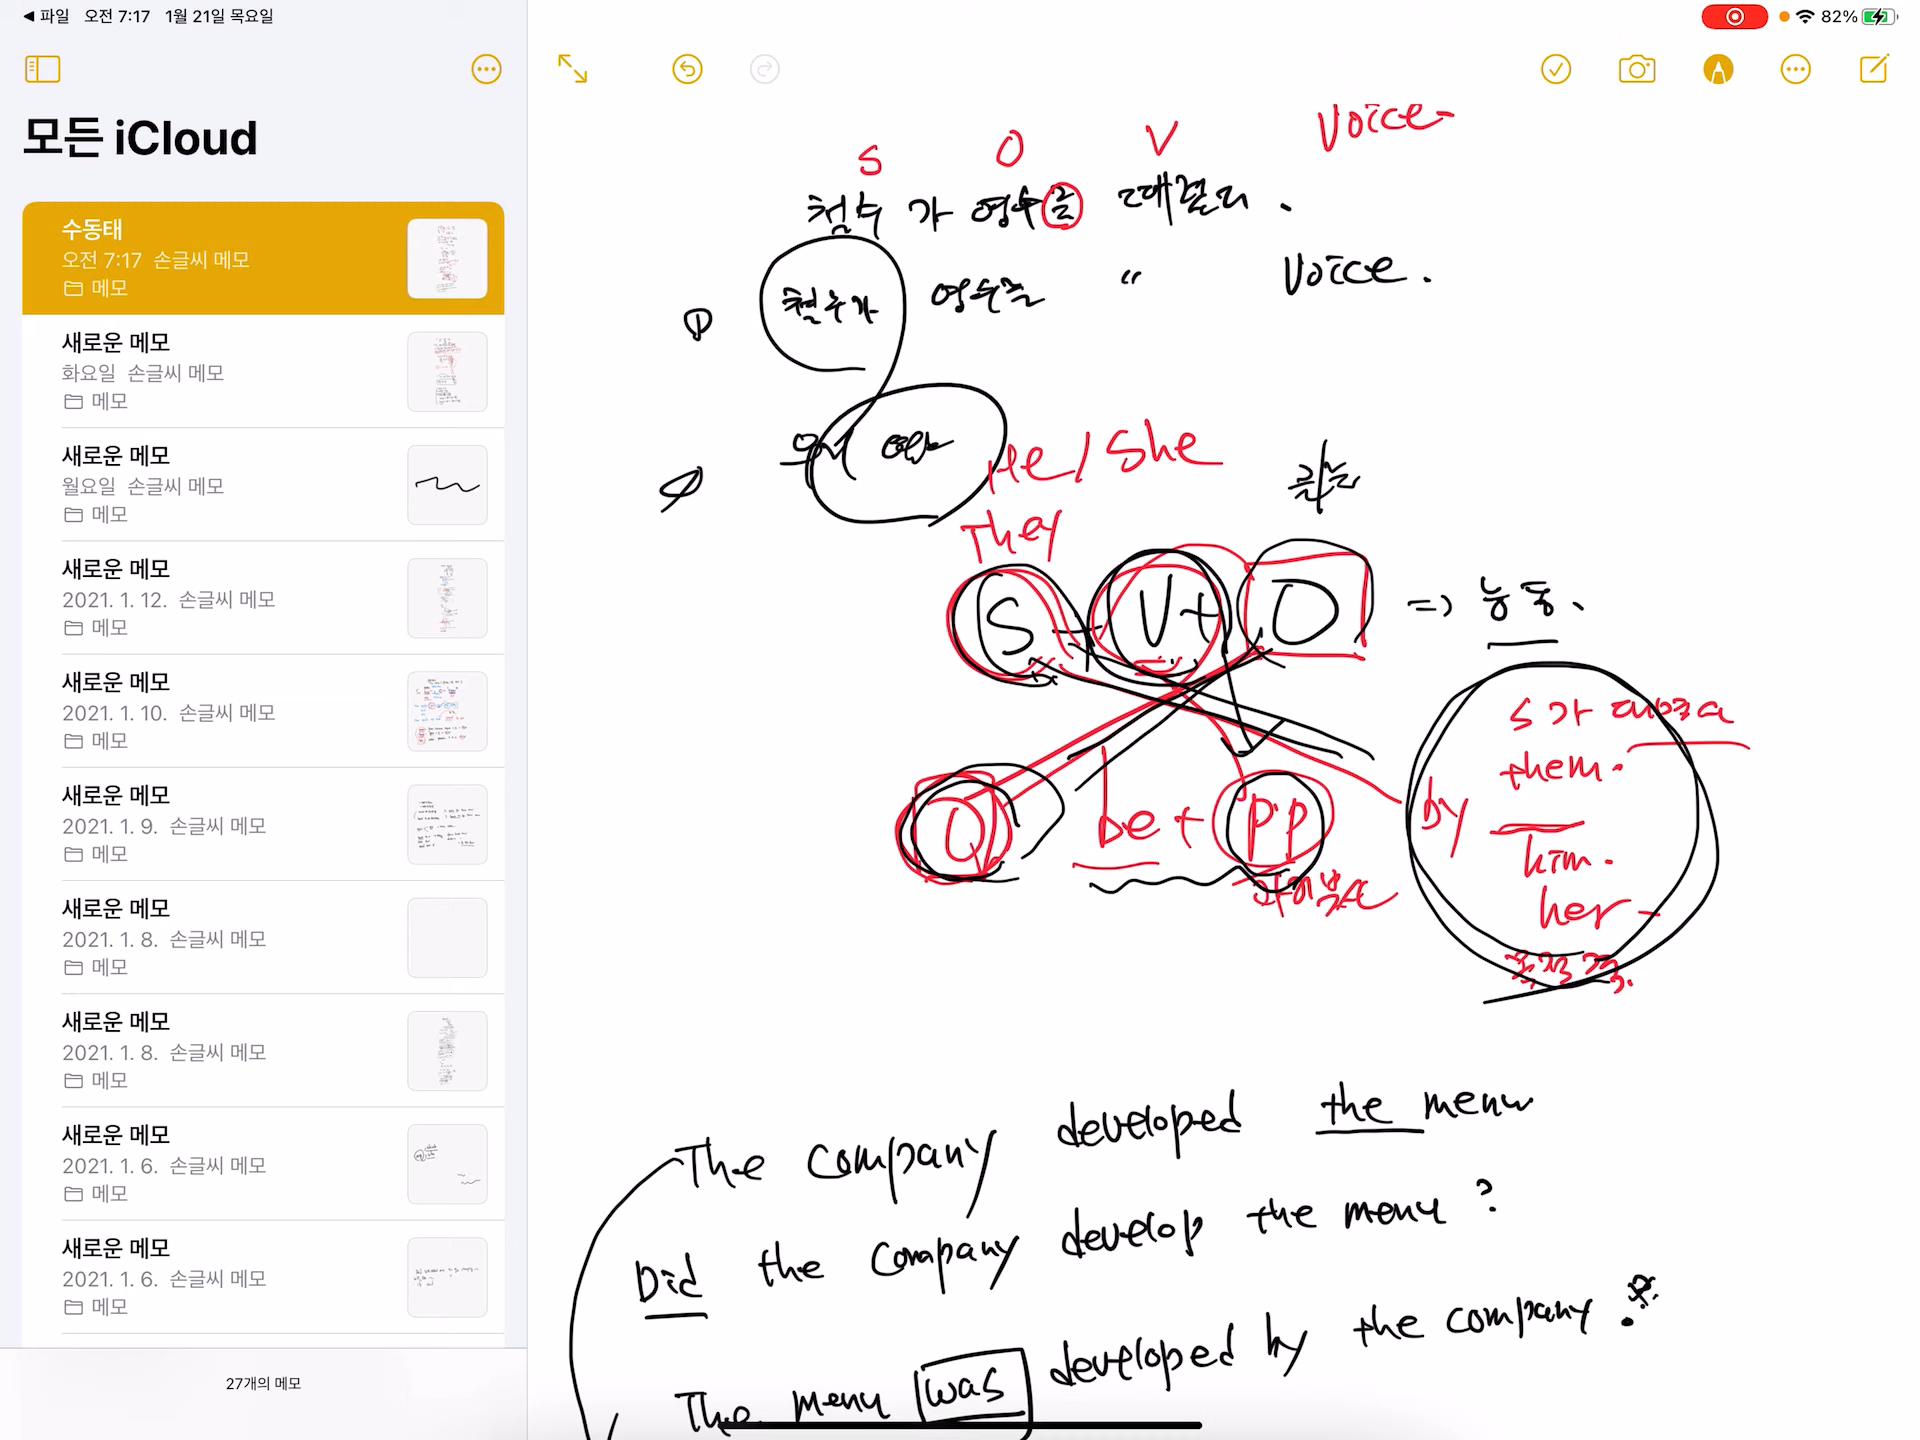 파일 오전 7:17 1월 21일 목요일
82%
모든 iCloud
수동태
오전 7:17 손글씨 메모
메모
새로운 메모
화요일 손글씨 메모
메모
새로운 메모
월요일 손글씨 메모
메모
새로운 메모
2021. 1. 12. 손글씨 메모
메모
새로운 메모
2021. 1. 10. 손글씨 메모
메모
새로운 메모
2021. 1. 9. 손글씨 메모
메모
새로운 메모
2021. 1. 8. 손글씨 메모
메모
새로운 메모
2021. 1. 8. 손글씨 메모
메모
새로운 메모
2021. 1. 6. 손글씨 메모
메모
새로운 메모
2021. 1. 6. 손글씨 메모
메모
27개의 메모
S O V Voice
철수가 영수를 때렸다.
① 철수가 영수를 〃 Voice.
He/She
They
S + V + O => 능동.
S가
them.
O be + pp by
him.
her
목적격.
The company developed the menu
Did the company develop the menu?
The menu was developed by the company.